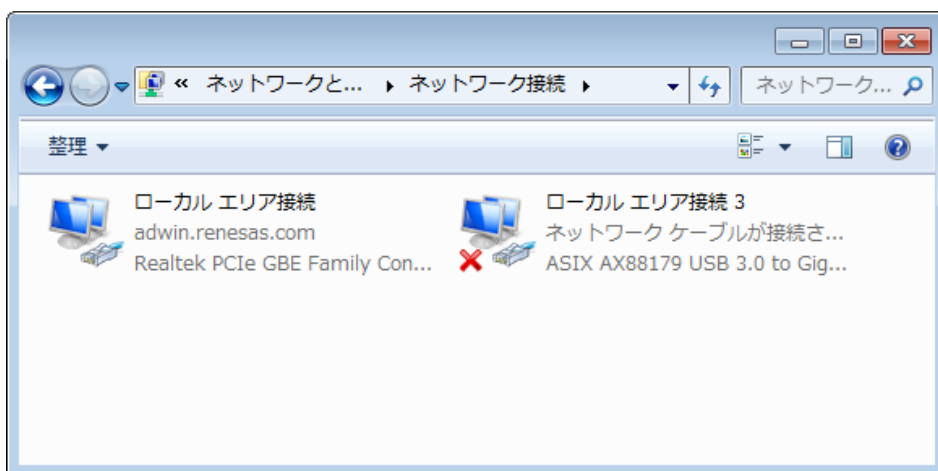 « ネットワークと... ▸ ネットワーク接続 ▸ ネットワーク...
整理
ローカル エリア接続
adwin.renesas.com
Realtek PCIe GBE Family Con...
ローカル エリア接続 3
ネットワーク ケーブルが接続さ...
ASIX AX88179 USB 3.0 to Gig...